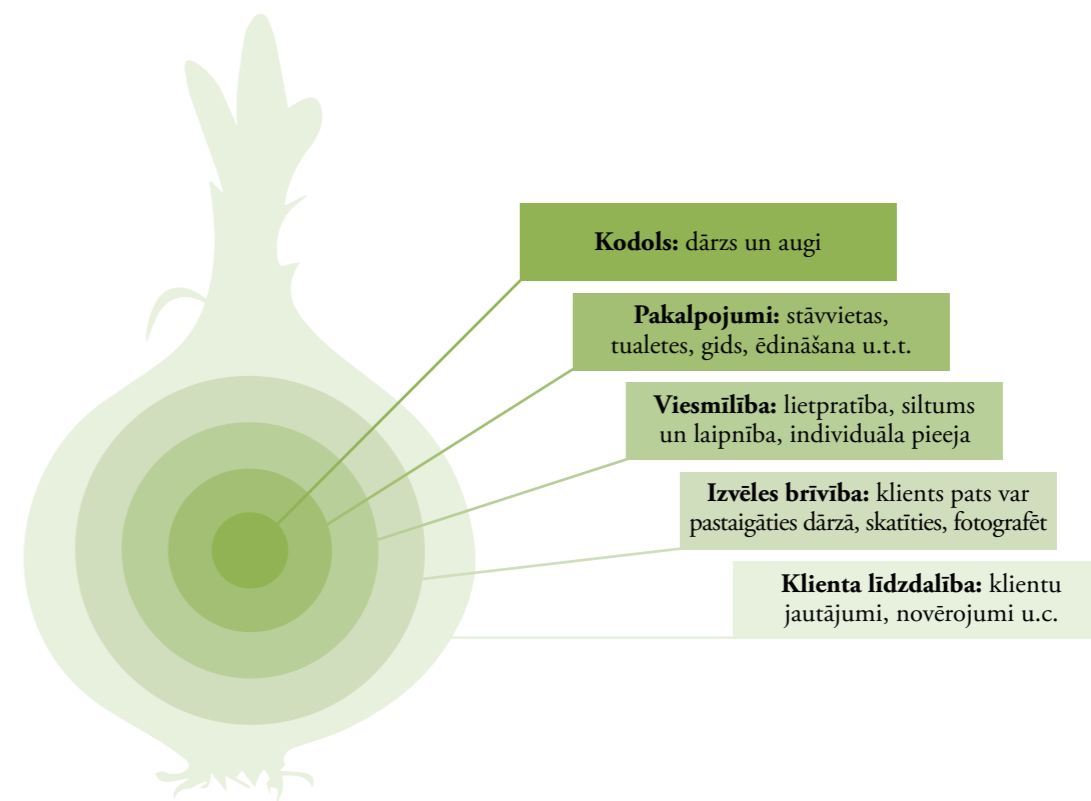 Kodols: dārzs un augi
Pakalpojumi: stāvvietas,
tualetes, gids, ēdināšana u.t.t.
Viesmīlība: lietpratība, siltums
un laipnība, individuāla pieeja
Izvēles brīvība: klients pats var
pastaigāties dārzā, skatīties, fotografēt
Klienta līdzdalība: klientu
jautājumi, novērojumi u.c.